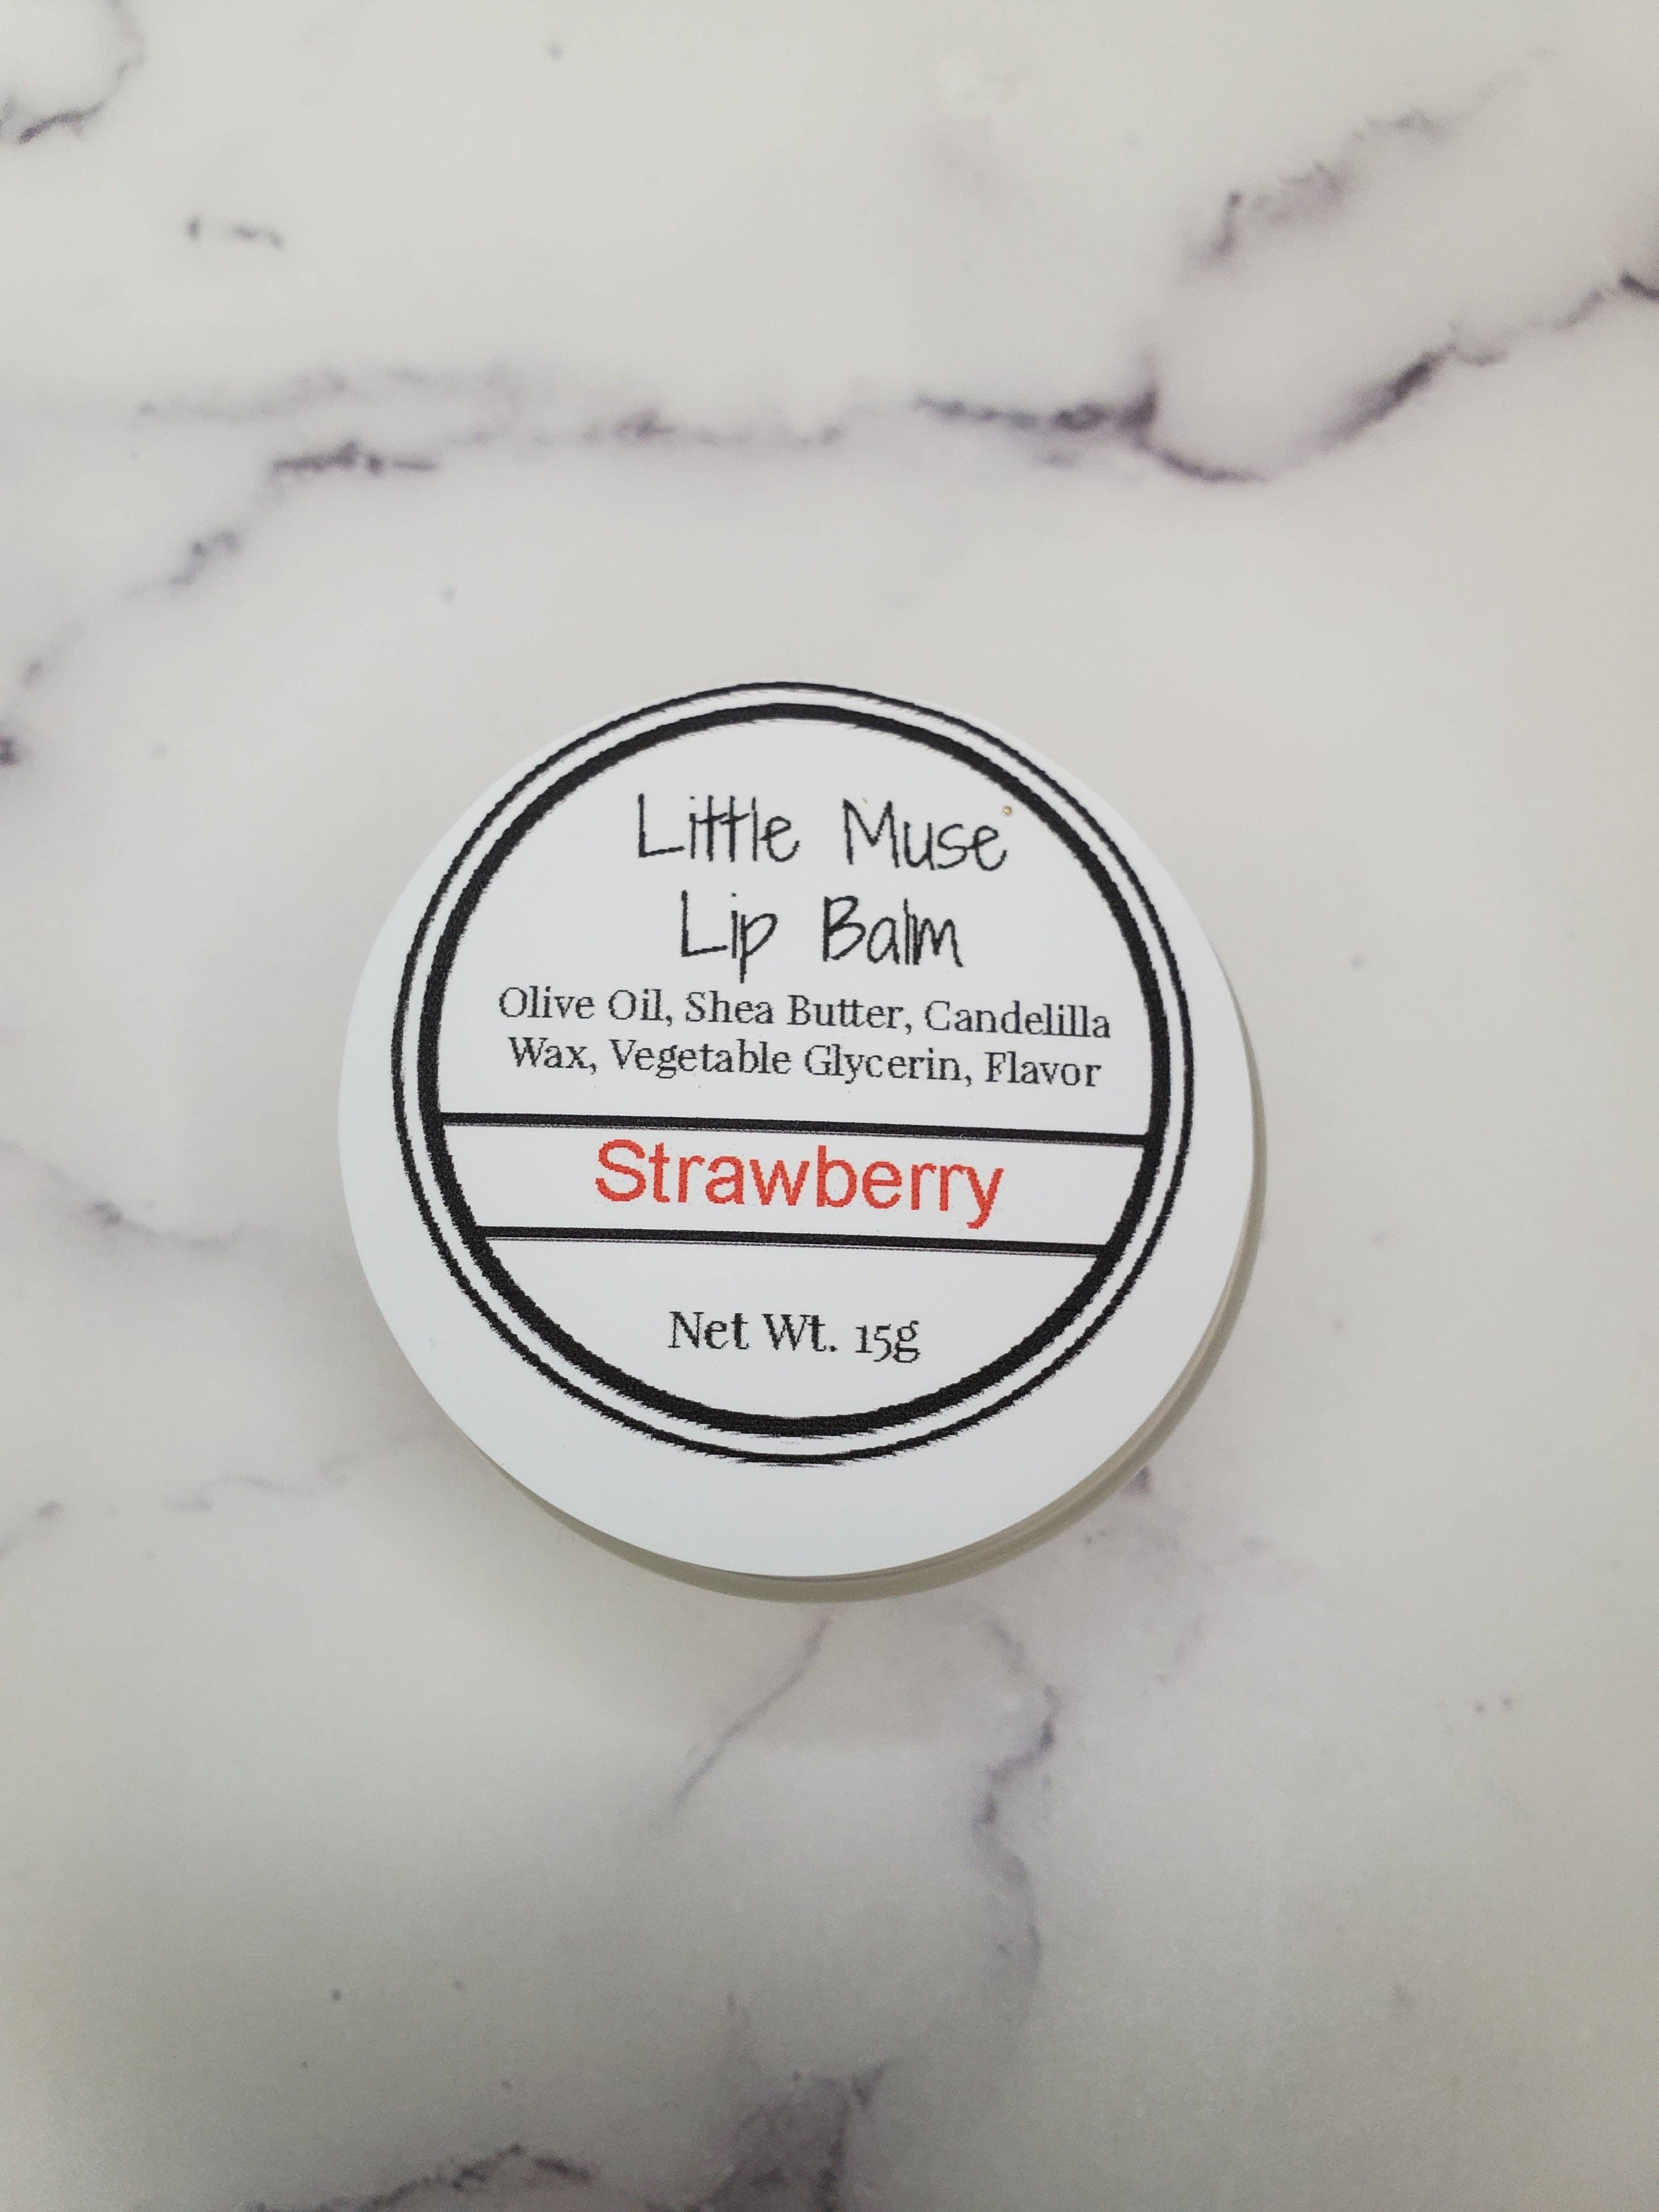 Little Muse
Lip Balm
Olive Oil, Shea Butter, Candelilla
Wax, Vegetable Glycerin, Flavor
Strawberry
Net Wt. 15g